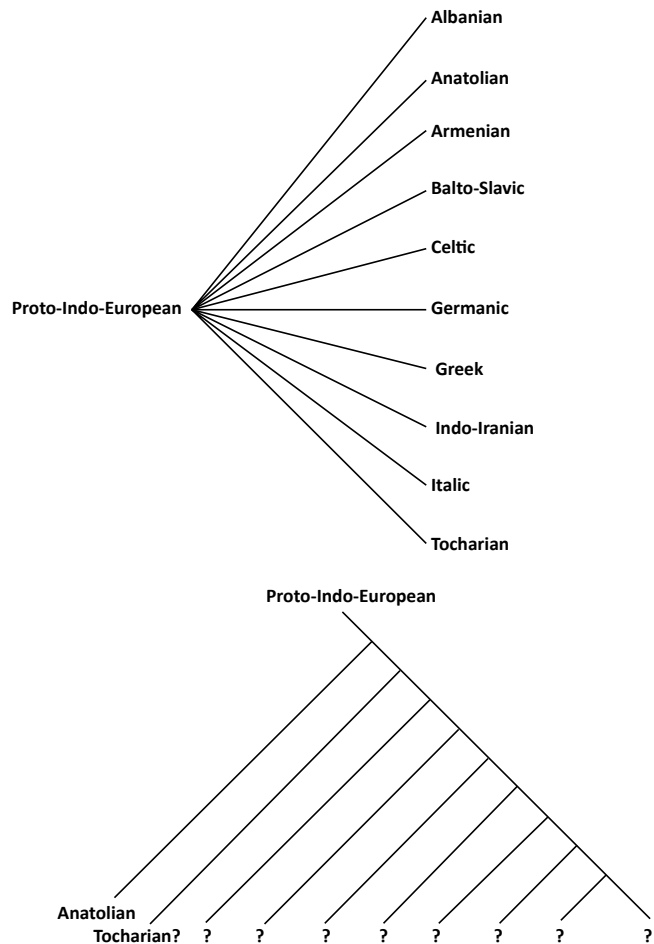 Albanian
Anatolian
Armenian
Balto-Slavic
Celtic
Proto-Indo-European
Germanic
Greek
Indo-Iranian
Italic
Tocharian
Proto-Indo-European
Anatolian
Tocharian? ? ? ? ? ? ? ? ?